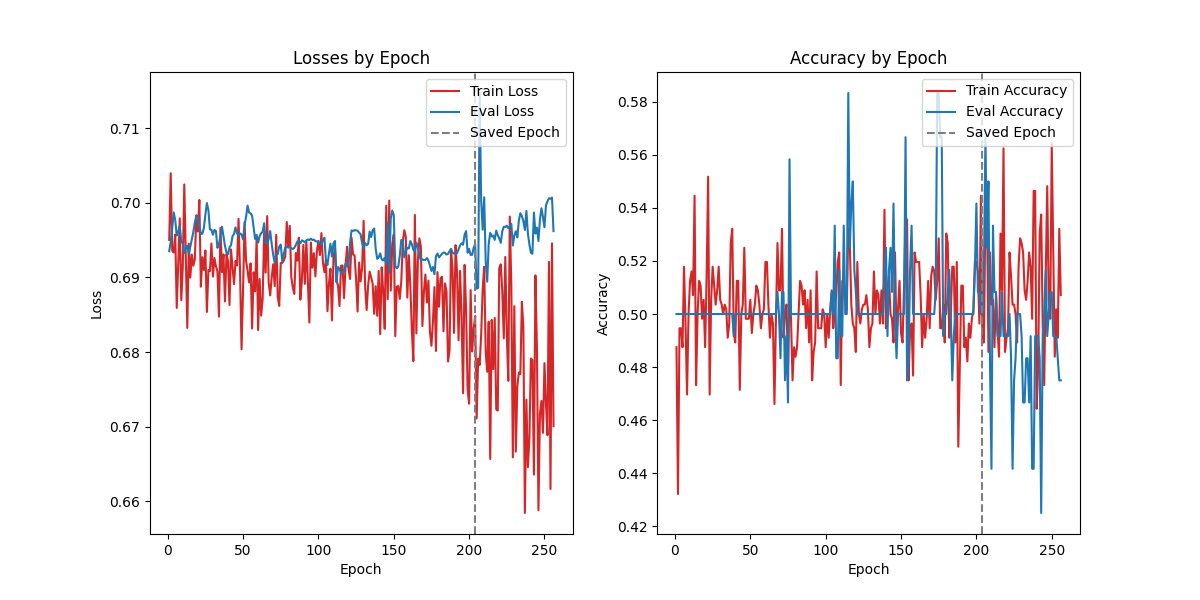 Losses by Epoch
Train Loss
Eval Loss
Saved Epoch
0.71
0.70
0.69
0.68
0.67
0.66
Loss
0 50 100 150 200 250
Epoch
Accuracy by Epoch
Train Accuracy
Eval Accuracy
Saved Epoch
0.58
0.56
0.54
0.52
0.50
0.48
0.46
0.44
0.42
Accuracy
0 50 100 150 200 250
Epoch